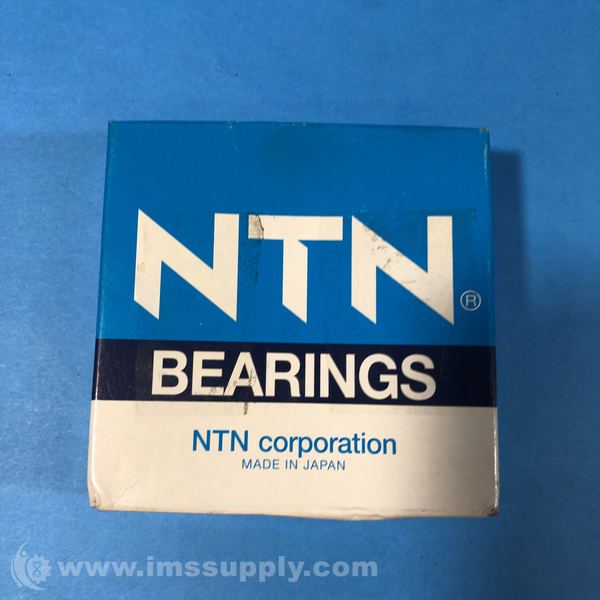 NTN®
BEARINGS
NTN corporation
MADE IN JAPAN
www.imssupply.com